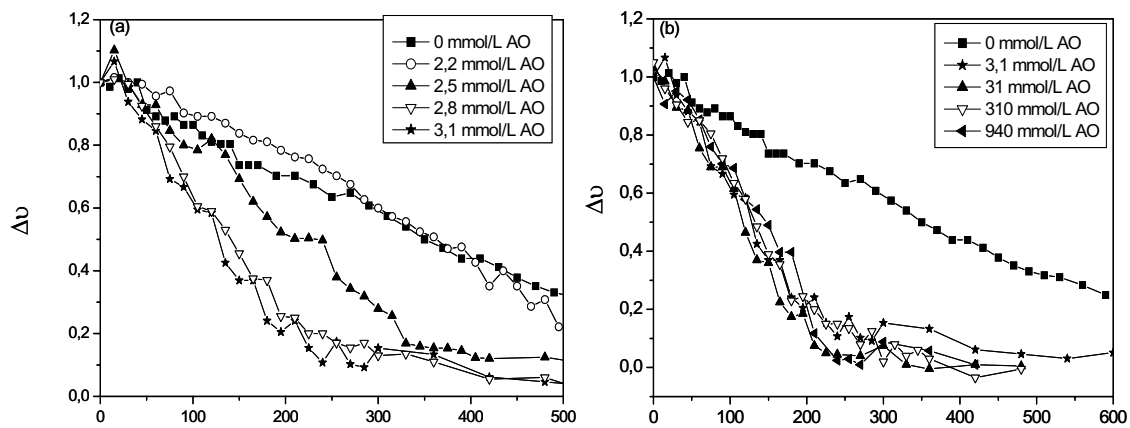 (a)
0 mmol/L AO
2,2 mmol/L AO
2,5 mmol/L AO
2,8 mmol/L AO
3,1 mmol/L AO
1,2
1,0
0,8
0,6
0,4
0,2
0,0
Δυ
0 100 200 300 400 500
(b)
0 mmol/L AO
3,1 mmol/L AO
31 mmol/L AO
310 mmol/L AO
940 mmol/L AO
1,2
1,0
0,8
0,6
0,4
0,2
0,0
Δυ
0 100 200 300 400 500 600